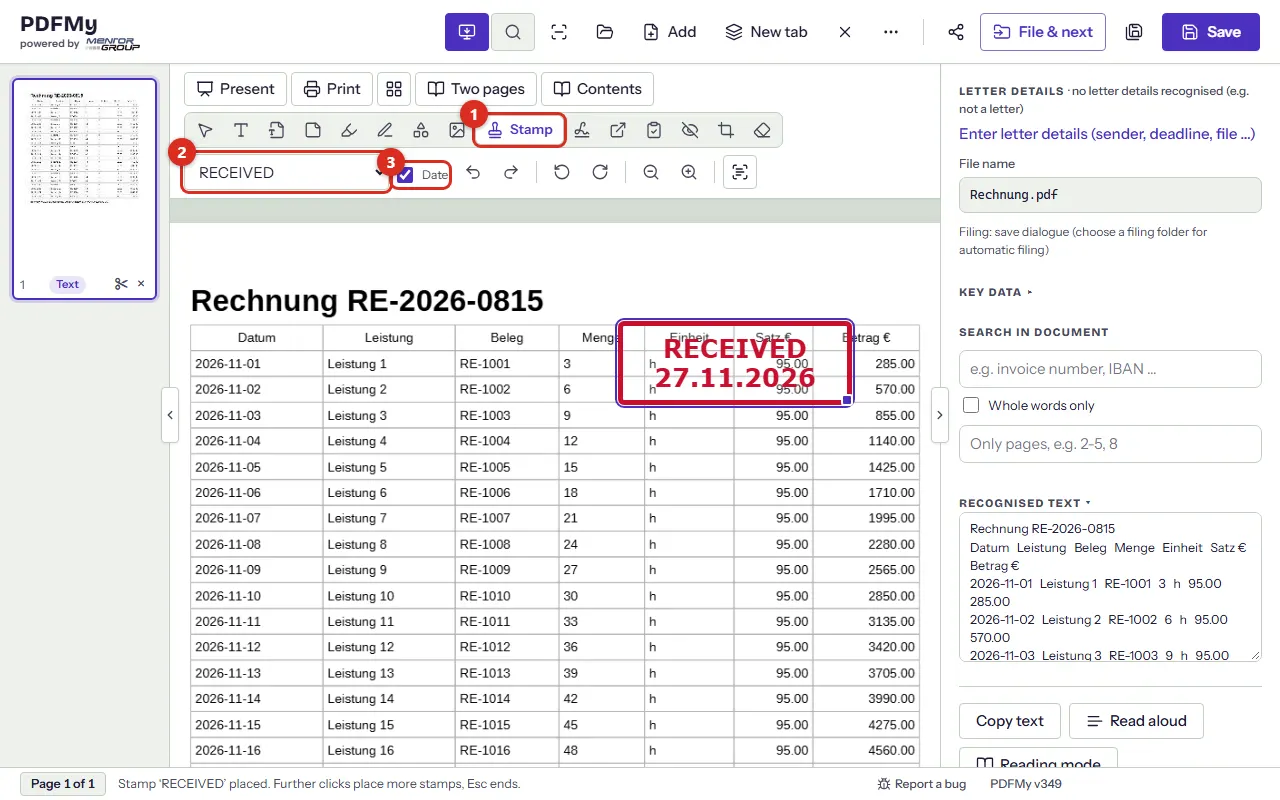 PDFMy
powered by MENTOR GROUP
Add
New tab
File & next
Save
Present
Print
Two pages
Contents
1
Stamp
2
RECEIVED
3
Date
1
Text
Rechnung RE-2026-0815
Datum Leistung Beleg Menge Einheit Satz € Betrag €
RECEIVED
27.11.2026
2026-11-01 Leistung 1 RE-1001 3 h 95.00 285.00
2026-11-02 Leistung 2 RE-1002 6 h 95.00 570.00
2026-11-03 Leistung 3 RE-1003 9 h 95.00 855.00
2026-11-04 Leistung 4 RE-1004 12 h 95.00 1140.00
2026-11-05 Leistung 5 RE-1005 15 h 95.00 1425.00
2026-11-06 Leistung 6 RE-1006 18 h 95.00 1710.00
2026-11-07 Leistung 7 RE-1007 21 h 95.00 1995.00
2026-11-08 Leistung 8 RE-1008 24 h 95.00 2280.00
2026-11-09 Leistung 9 RE-1009 27 h 95.00 2565.00
2026-11-10 Leistung 10 RE-1010 30 h 95.00 2850.00
2026-11-11 Leistung 11 RE-1011 33 h 95.00 3135.00
2026-11-12 Leistung 12 RE-1012 36 h 95.00 3420.00
2026-11-13 Leistung 13 RE-1013 39 h 95.00 3705.00
2026-11-14 Leistung 14 RE-1014 42 h 95.00 3990.00
2026-11-15 Leistung 15 RE-1015 45 h 95.00 4275.00
2026-11-16 Leistung 16 RE-1016 48 h 95.00 4560.00
LETTER DETAILS · no letter details recognised (e.g.
not a letter)
Enter letter details (sender, deadline, file ...)
File name
Rechnung.pdf
Filing: save dialogue (choose a filing folder for
automatic filing)
KEY DATA
SEARCH IN DOCUMENT
e.g. invoice number, IBAN ...
Whole words only
Only pages, e.g. 2-5, 8
RECOGNISED TEXT
Rechnung RE-2026-0815
Datum Leistung Beleg Menge Einheit Satz €
Betrag €
2026-11-01 Leistung 1 RE-1001 3 h 95.00
285.00
2026-11-02 Leistung 2 RE-1002 6 h 95.00
570.00
2026-11-03 Leistung 3 RE-1003 9 h 95.00
Copy text
Read aloud
Reading mode
Page 1 of 1
Stamp ‘RECEIVED’ placed. Further clicks place more stamps, Esc ends.
Report a bug
PDFMy v349